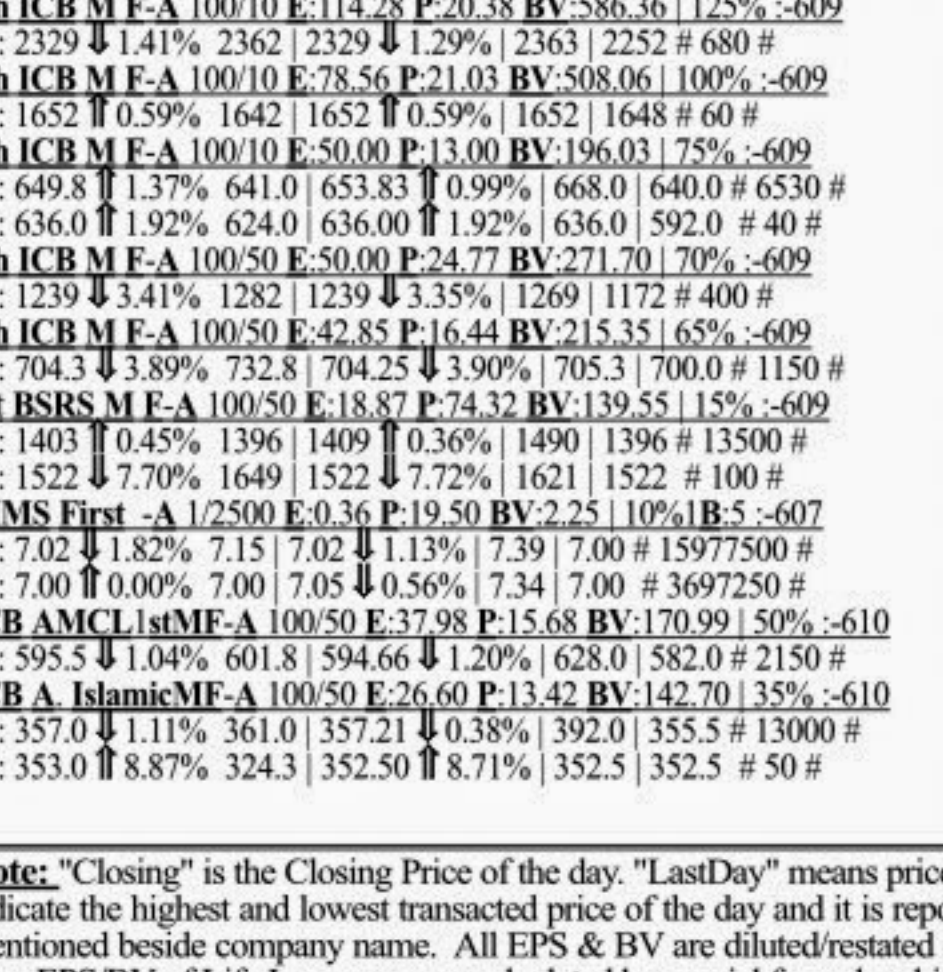 ICB M F-A 100/10 E:114.28 P:20.38 BV:586.36 | 125% :-609
: 2329 ⇓ 1.41% 2362 | 2329 ⇓ 1.29% | 2363 | 2252 # 680 #
ICB M F-A 100/10 E:78.56 P:21.03 BV:508.06 | 100% :-609
: 1652 ⇑ 0.59% 1642 | 1652 ⇑ 0.59% | 1652 | 1648 # 60 #
ICB M F-A 100/10 E:50.00 P:13.00 BV:196.03 | 75% :-609
: 649.8 ⇑ 1.37% 641.0 | 653.83 ⇑ 0.99% | 668.0 | 640.0 # 6530 #
: 636.0 ⇑ 1.92% 624.0 | 636.00 ⇑ 1.92% | 636.0 | 592.0 # 40 #
ICB M F-A 100/50 E:50.00 P:24.77 BV:271.70 | 70% :-609
: 1239 ⇓ 3.41% 1282 | 1239 ⇓ 3.35% | 1269 | 1172 # 400 #
ICB M F-A 100/50 E:42.85 P:16.44 BV:215.35 | 65% :-609
: 704.3 ⇓ 3.89% 732.8 | 704.25 ⇓ 3.90% | 705.3 | 700.0 # 1150 #
BSRS M F-A 100/50 E:18.87 P:74.32 BV:139.55 | 15% :-609
: 1403 ⇑ 0.45% 1396 | 1409 ⇑ 0.36% | 1490 | 1396 # 13500 #
: 1522 ⇓ 7.70% 1649 | 1522 ⇓ 7.72% | 1621 | 1522 # 100 #
MS First -A 1/2500 E:0.36 P:19.50 BV:2.25 | 10%1B:5 :-607
: 7.02 ⇓ 1.82% 7.15 | 7.02 ⇓ 1.13% | 7.39 | 7.00 # 15977500 #
: 7.00 ⇑ 0.00% 7.00 | 7.05 ⇓ 0.56% | 7.34 | 7.00 # 3697250 #
B AMCL1stMF-A 100/50 E:37.98 P:15.68 BV:170.99 | 50% :-610
: 595.5 ⇓ 1.04% 601.8 | 594.66 ⇓ 1.20% | 628.0 | 582.0 # 2150 #
B A. IslamicMF-A 100/50 E:26.60 P:13.42 BV:142.70 | 35% :-610
: 357.0 ⇓ 1.11% 361.0 | 357.21 ⇓ 0.38% | 392.0 | 355.5 # 13000 #
: 353.0 ⇑ 8.87% 324.3 | 352.50 ⇑ 8.71% | 352.5 | 352.5 # 50 #
ote: "Closing" is the Closing Price of the day. "LastDay" means pric
dicate the highest and lowest transacted price of the day and it is rep
entioned beside company name. All EPS & BV are diluted/restated